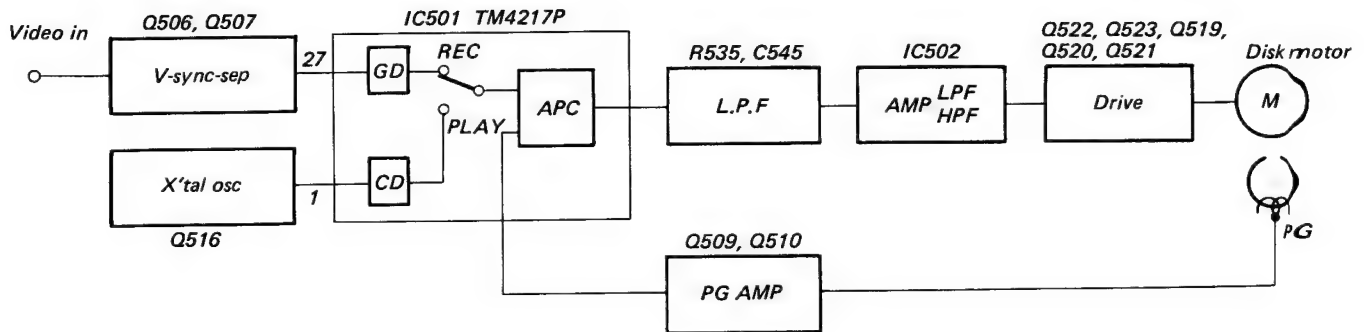 Video in
Q506, Q507
V-sync-sep
27
IC501 TM4217P
GD
REC
PLAY
APC
R535, C545
L.P.F
IC502
AMP LPF
HPF
Q522, Q523, Q519,
Q520, Q521
Drive
Disk motor
M
X'tal osc
1
CD
Q516
Q509, Q510
PG AMP
PG